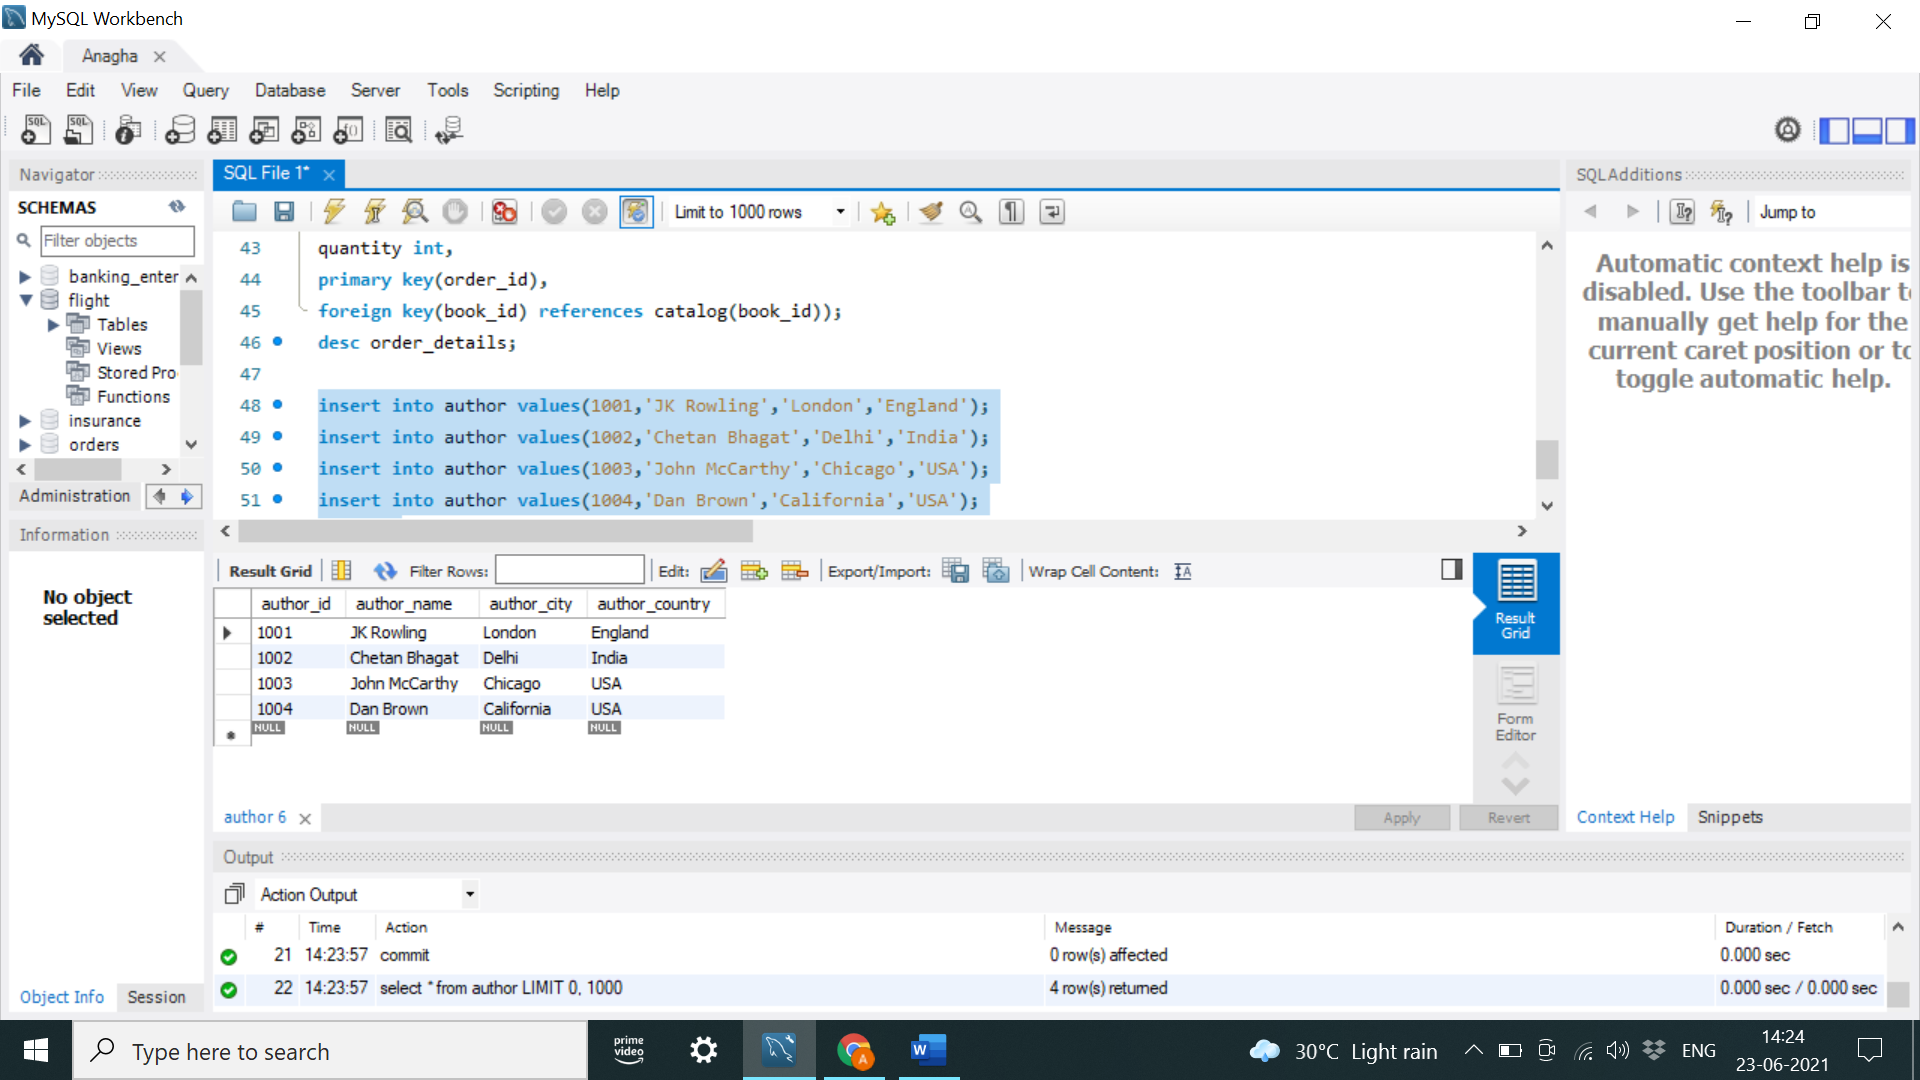 MySQL Workbench
Anagha
File Edit View Query Database Server Tools Scripting Help
Navigator
SCHEMAS
Filter objects
banking_enter
flight
Tables
Views
Stored Pro
Functions
insurance
orders
Administration
Information
No object
selected
Object Info Session
SQL File 1*
Limit to 1000 rows
43 quantity int,
44 primary key(order_id),
45 foreign key(book_id) references catalog(book_id));
46 desc order_details;
47
48 insert into author values(1001,'JK Rowling','London','England');
49 insert into author values(1002,'Chetan Bhagat','Delhi','India');
50 insert into author values(1003,'John McCarthy','Chicago','USA');
51 insert into author values(1004,'Dan Brown','California','USA');
Result Grid Filter Rows: Edit: Export/Import: Wrap Cell Content:
author_id author_name author_city author_country
1001 JK Rowling London England
1002 Chetan Bhagat Delhi India
1003 John McCarthy Chicago USA
1004 Dan Brown California USA
NULL NULL NULL NULL
Result
Grid
Form
Editor
author 6
Apply Revert
SQLAdditions
Jump to
Automatic context help is
disabled. Use the toolbar t
manually get help for the
current caret position or to
toggle automatic help.
Context Help Snippets
Output
Action Output
# Time Action Message Duration / Fetch
21 14:23:57 commit 0 row(s) affected 0.000 sec
22 14:23:57 select * from author LIMIT 0, 1000 4 row(s) returned 0.000 sec / 0.000 sec
Type here to search
prime
video
30°C Light rain
ENG
14:24
23-06-2021